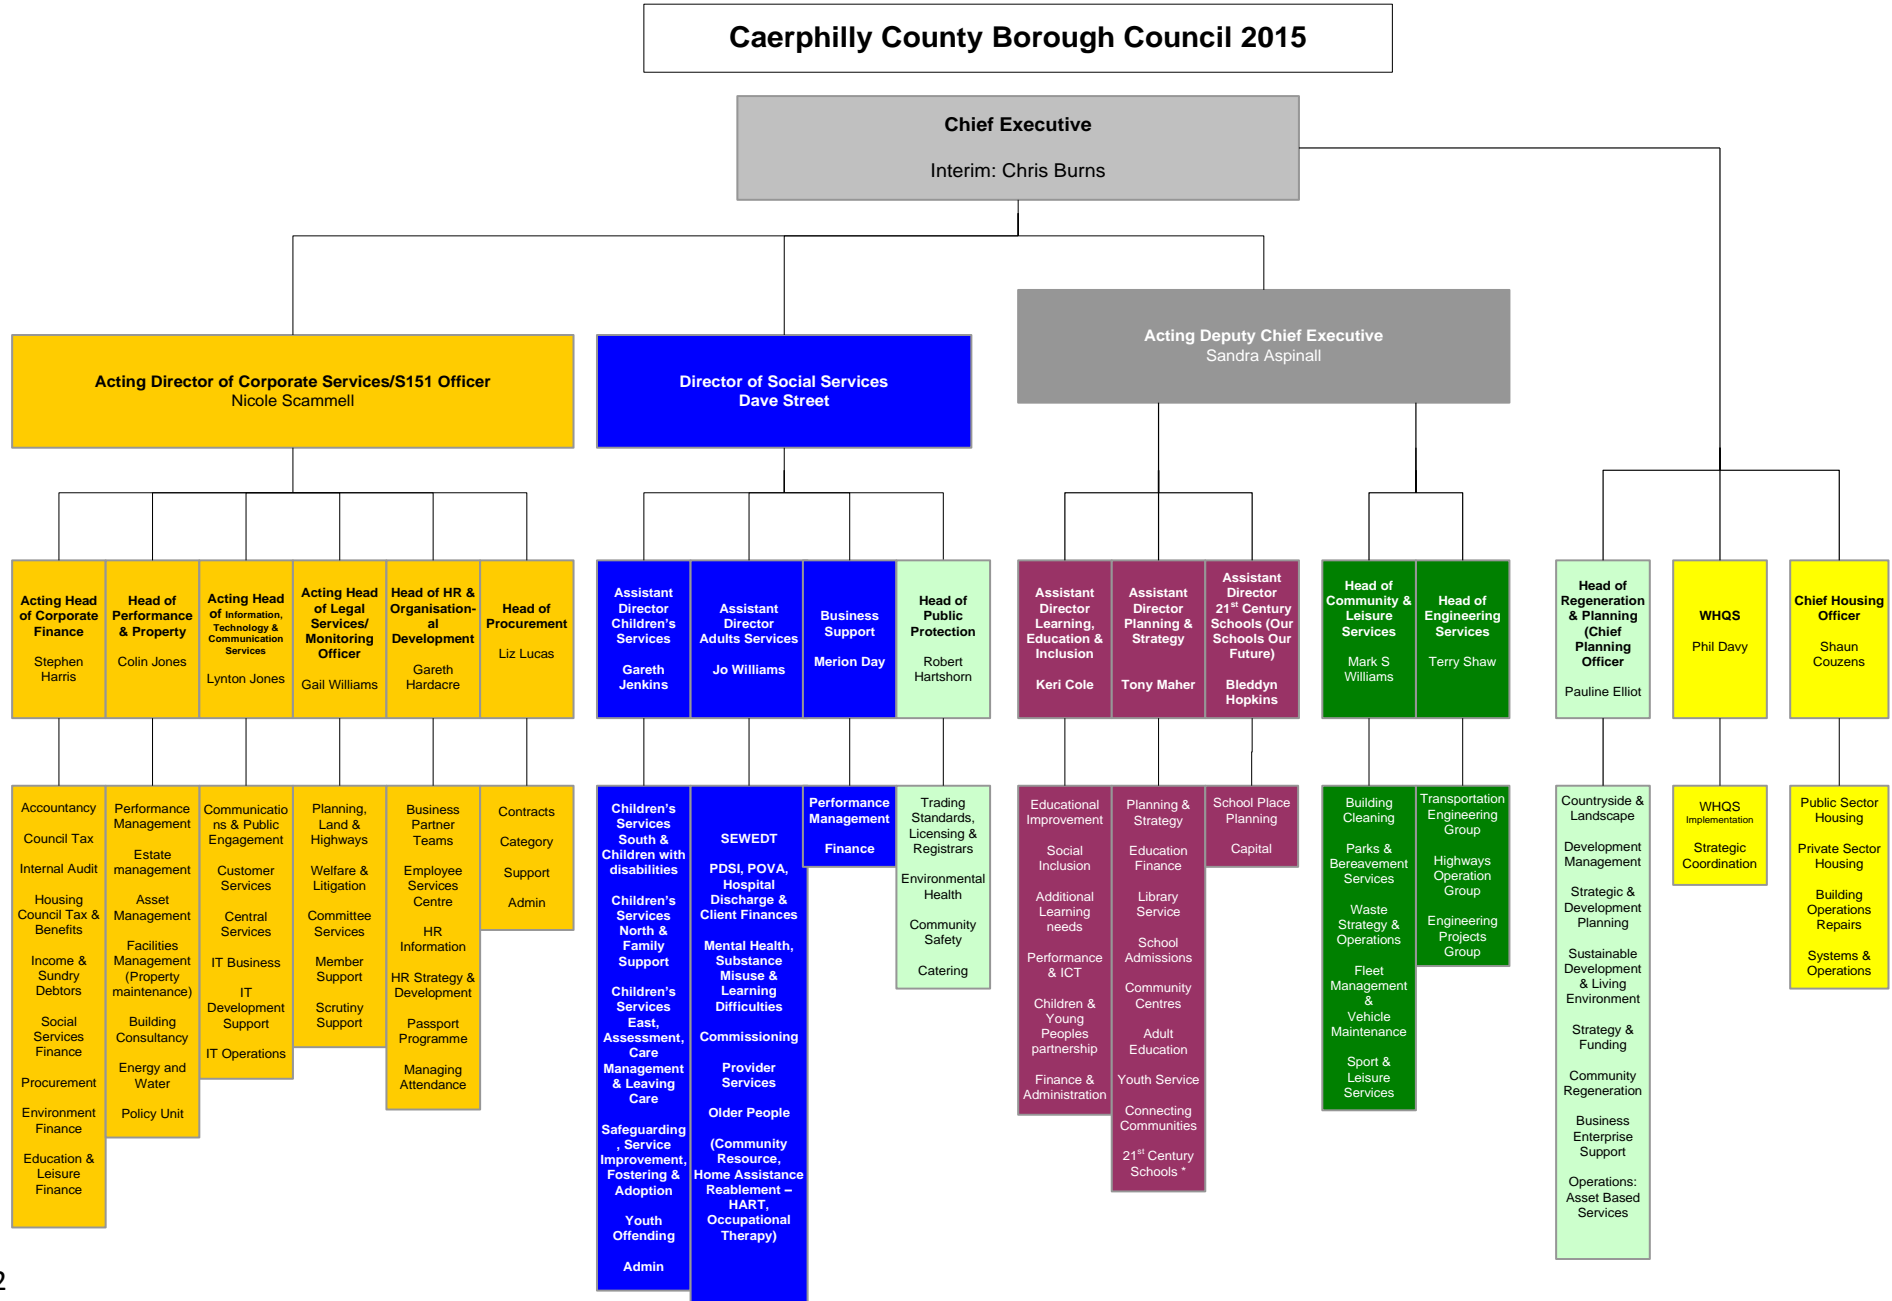 Caerphilly County Borough Council 2015
Chief Executive
Interim: Chris Burns
Acting Deputy Chief Executive
Sandra Aspinall
Acting Director of Corporate Services/S151 Officer
Nicole Scammell
Director of Social Services
Dave Street
Acting Head
of Corporate
Finance
Stephen
Harris
Head of
Performance
& Property
Colin Jones
Acting Head
of Information,
Technology &
Communication
Services
Lynton Jones
Acting Head
of Legal
Services/
Monitoring
Officer
Gail Williams
Head of HR &
Organisation-
al
Development
Gareth
Hardacre
Head of
Procurement
Liz Lucas
Assistant
Director
Children's
Services
Gareth
Jenkins
Assistant
Director
Adults Services
Jo Williams
Business
Support
Merion Day
Head of
Public
Protection
Robert
Hartshorn
Assistant
Director
Learning,
Education &
Inclusion
Keri Cole
Assistant
Director
Planning &
Strategy
Tony Maher
Assistant
Director
21st Century
Schools (Our
Schools Our
Future)
Bleddyn
Hopkins
Head of
Community &
Leisure
Services
Mark S
Williams
Head of
Engineering
Services
Terry Shaw
Head of
Regeneration
& Planning
(Chief
Planning
Officer
Pauline Elliot
WHQS
Phil Davy
Chief Housing
Officer
Shaun
Couzens
Accountancy
Council Tax
Internal Audit
Housing
Council Tax &
Benefits
Income &
Sundry
Debtors
Social
Services
Finance
Procurement
Environment
Finance
Education &
Leisure
Finance
Performance
Management
Estate
management
Asset
Management
Facilities
Management
(Property
maintenance)
Building
Consultancy
Energy and
Water
Policy Unit
Communicatio
ns & Public
Engagement
Customer
Services
Central
Services
IT Business
IT
Development
Support
IT Operations
Planning,
Land &
Highways
Welfare &
Litigation
Committee
Services
Member
Support
Scrutiny
Support
Business
Partner
Teams
Employee
Services
Centre
HR
Information
HR Strategy &
Development
Passport
Programme
Managing
Attendance
Contracts
Category
Support
Admin
Children's
Services
South &
Children with
disabilities
Children's
Services
North &
Family
Support
Children's
Services
East,
Assessment,
Care
Management
& Leaving
Care
Safeguarding
, Service
Improvement,
Fostering &
Adoption
Youth
Offending
Admin
SEWEDT
PDSI, POVA,
Hospital
Discharge &
Client Finances
Mental Health,
Substance
Misuse &
Learning
Difficulties
Commissioning
Provider
Services
Older People
(Community
Resource,
Home Assistance
Reablement –
HART,
Occupational
Therapy)
Performance
Management
Finance
Trading
Standards,
Licensing &
Registrars
Environmental
Health
Community
Safety
Catering
Educational
Improvement
Social
Inclusion
Additional
Learning
needs
Performance
& ICT
Children &
Young
Peoples
partnership
Finance &
Administration
Planning &
Strategy
Education
Finance
Library
Service
School
Admissions
Community
Centres
Adult
Education
Youth Service
Connecting
Communities
21st Century
Schools *
School Place
Planning
Capital
Building
Cleaning
Parks &
Bereavement
Services
Waste
Strategy &
Operations
Fleet
Management
&
Vehicle
Maintenance
Sport &
Leisure
Services
Transportation
Engineering
Group
Highways
Operation
Group
Engineering
Projects
Group
Countryside &
Landscape
Development
Management
Strategic &
Development
Planning
Sustainable
Development
& Living
Environment
Strategy &
Funding
Community
Regeneration
Business
Enterprise
Support
Operations:
Asset Based
Services
WHQS
Implementation
Strategic
Coordination
Public Sector
Housing
Private Sector
Housing
Building
Operations
Repairs
Systems &
Operations
2